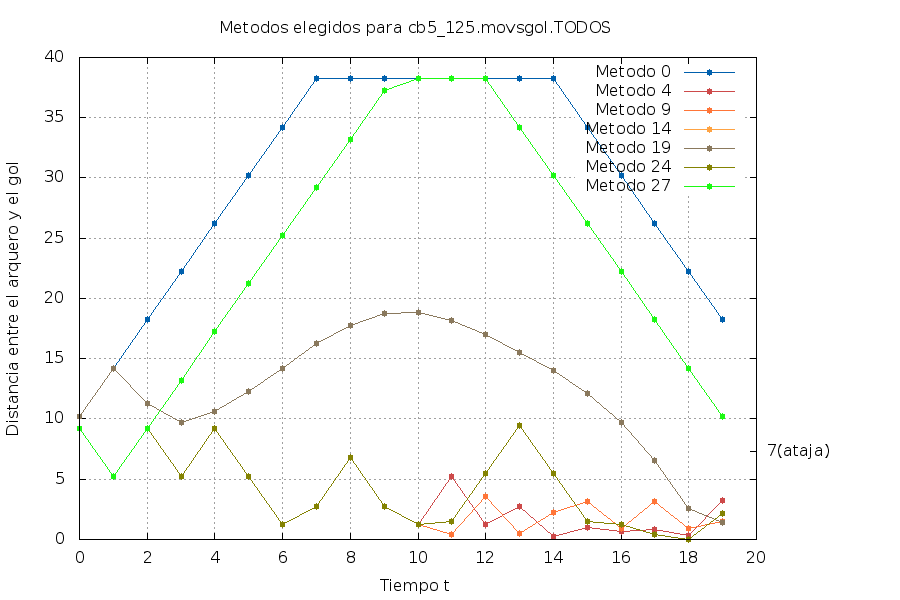 Metodos elegidos para cb5_125.movsgol.TODOS
Distancia entre el arquero y el gol
40
35
30
25
20
15
10
5
0
Metodo 0
Metodo 4
Metodo 9
Metodo 14
Metodo 19
Metodo 24
Metodo 27
7(ataja)
0 2 4 6 8 10 12 14 16 18 20
Tiempo t